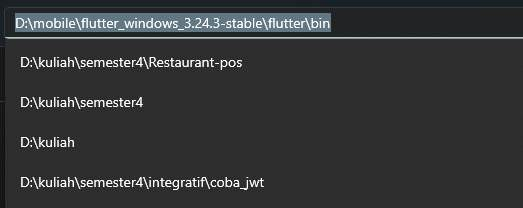 D:\mobile\flutter_windows_3.24.3-stable\flutter\bin
D:\kuliah\semester4\Restaurant-pos
D:\kuliah\semester4
D:\kuliah
D:\kuliah\semester4\integratif\coba_jwt